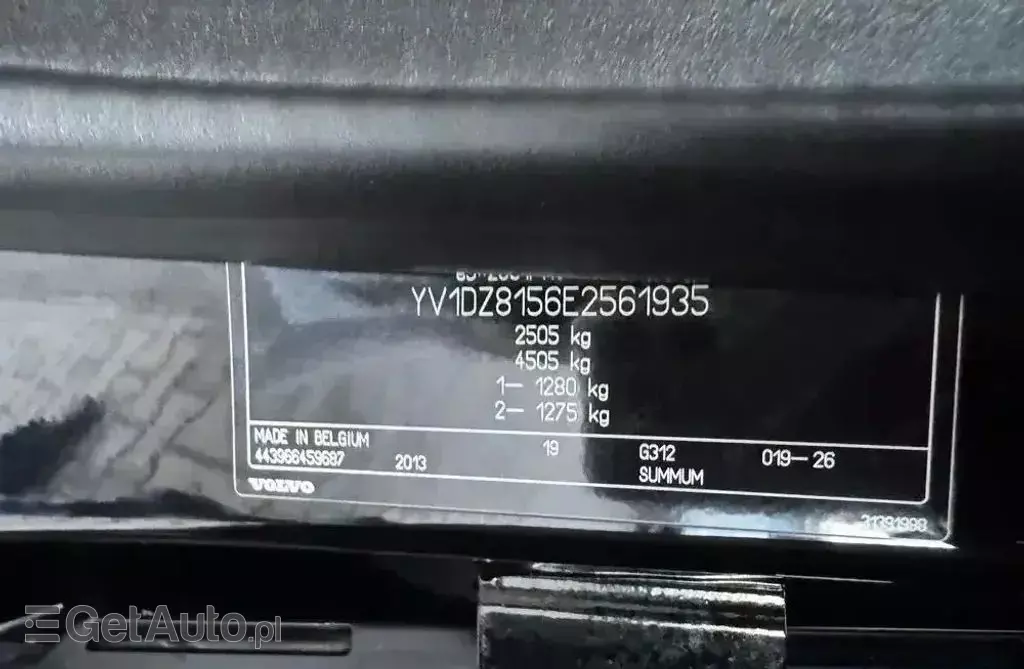 YV1DZ8156E2561935
2505 kg
4505 kg
1– 1280 kg
2– 1275 kg
MADE IN BELGIUM 19 G312 019–26
443966459687 2013 SUMMUM
VOLVO
31391998
GetAuto.pl